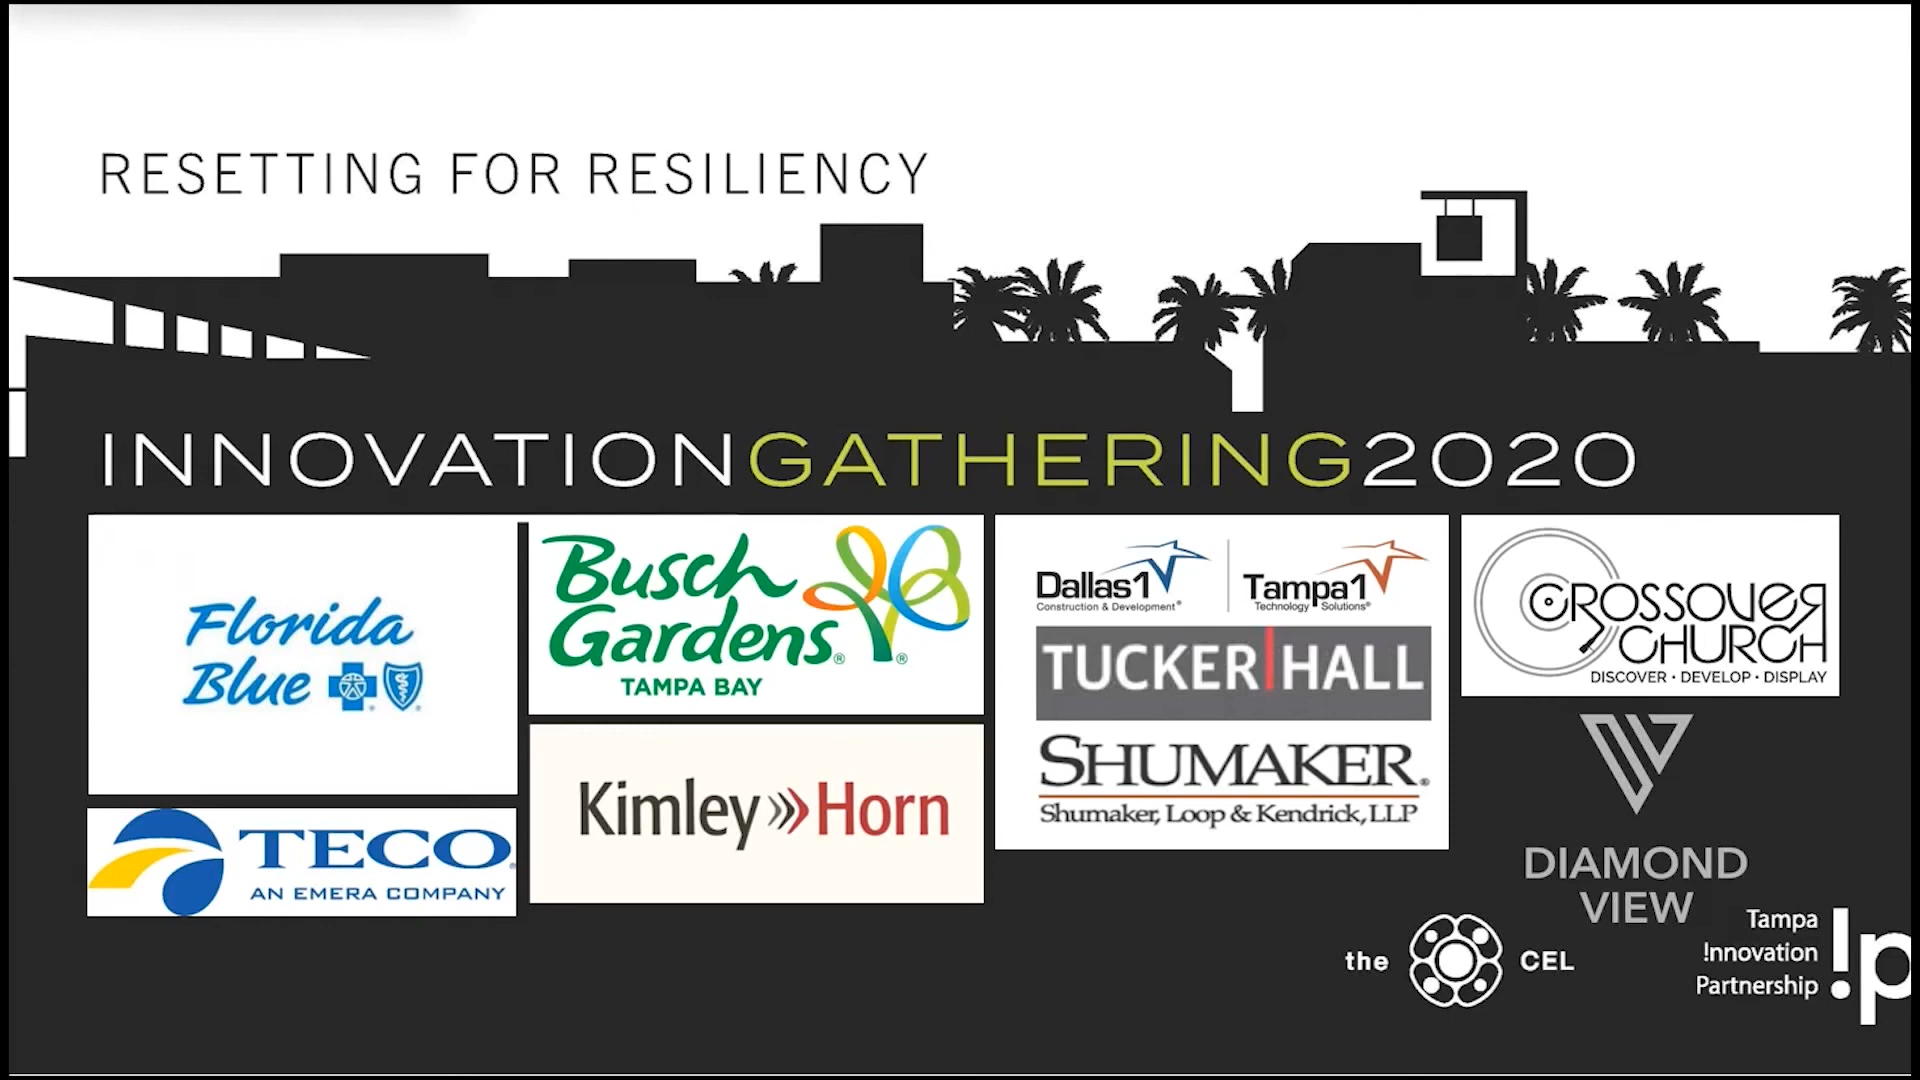 RESETTING FOR RESILIENCY
INNOVATIONGATHERING2020
Florida
Blue
TECO
AN EMERA COMPANY
Busch
Gardens®
TAMPA BAY
Kimley»Horn
Dallas1
Construction & Development®
Tampa1
Technology Solutions®
TUCKER|HALL
SHUMAKER®
Shumaker, Loop & Kendrick, LLP
CROSSOVER
CHURCH
DISCOVER • DEVELOP • DISPLAY
DIAMOND
VIEW
the CEL
Tampa
!nnovation
Partnership
!p